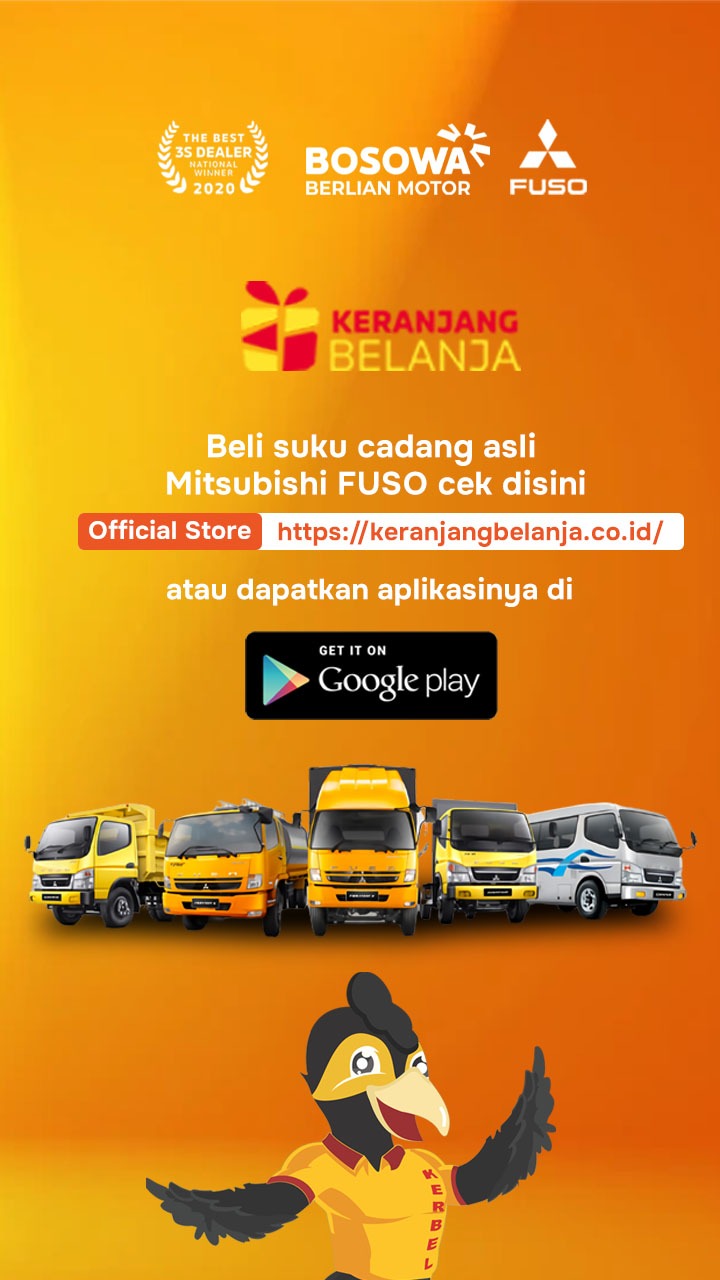 THE BEST
3S DEALER
NATIONAL
WINNER
2020
BOSOWA
BERLIAN MOTOR
FUSO
KERANJANG
BELANJA
Beli suku cadang asli
Mitsubishi FUSO cek disini
Official Store https://keranjangbelanja.co.id/
atau dapatkan aplikasinya di
GET IT ON
Google play
KERBEL